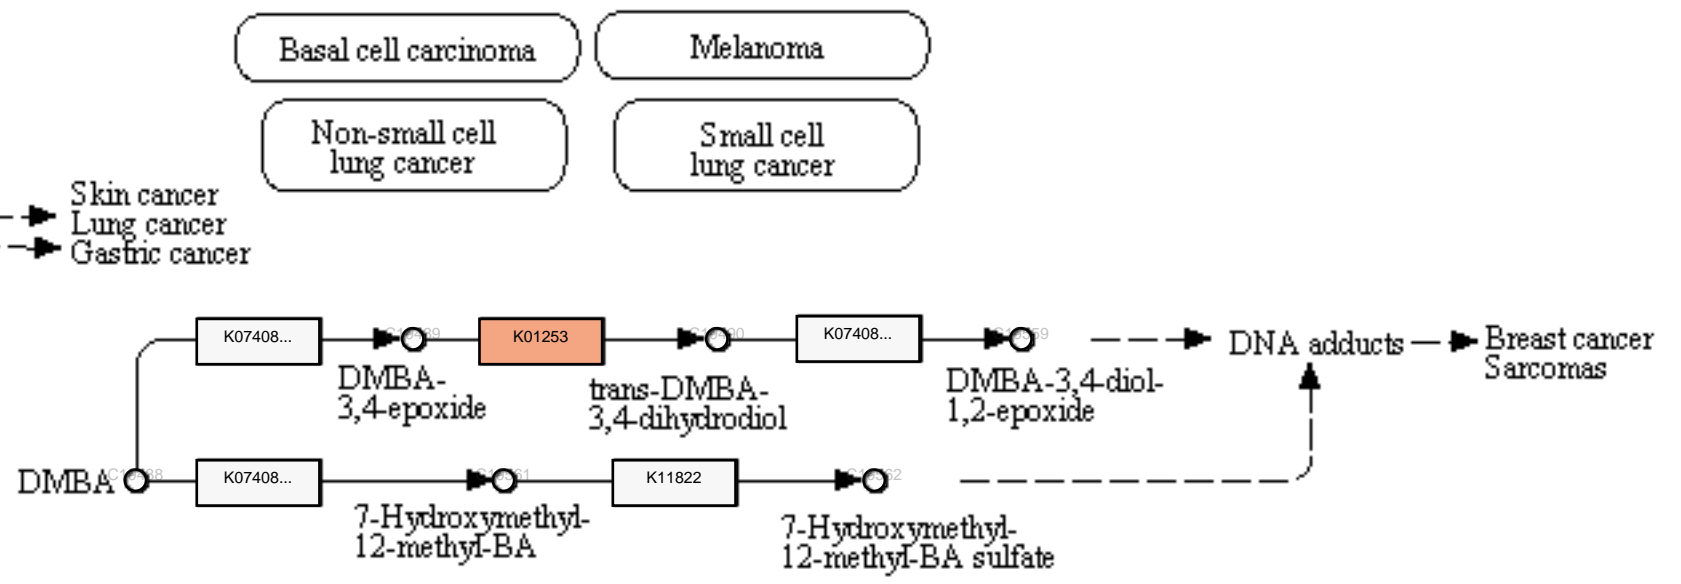 Basal cell carcinoma
Melanoma
Non-small cell
lung cancer
Small cell
lung cancer
Skin cancer
Lung cancer
Gastric cancer
K07408...
K01253
K07408...
DNA adducts
Breast cancer
Sarcomas
DMBA-
3,4-epoxide
trans-DMBA-
3,4-dihydrodiol
DMBA-3,4-diol-
1,2-epoxide
DMBA
K07408...
K11822
7-Hydroxymethyl-
12-methyl-BA
7-Hydroxymethyl-
12-methyl-BA sulfate